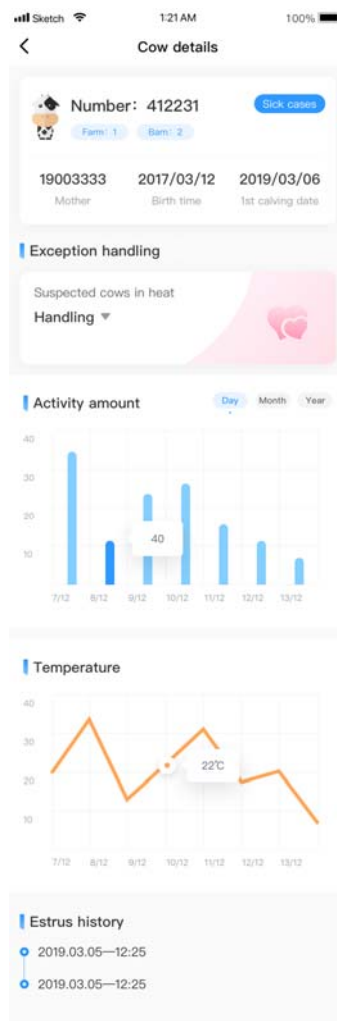 Sketch 1:21 AM 100%
Cow details
Number: 412231 Sick cases
Farm: 1 Barn: 2
19003333 2017/03/12 2019/03/06
Mother Birth time 1st calving date
Exception handling
Suspected cows in heat
Handling
Activity amount Day Month Year
40
30
20
40
10
7/12 8/12 9/12 10/12 11/12 12/12 13/12
Temperature
40
30
22℃
20
10
7/12 8/12 9/12 10/12 11/12 12/12 13/12
Estrus history
2019.03.05—12:25
2019.03.05—12:25